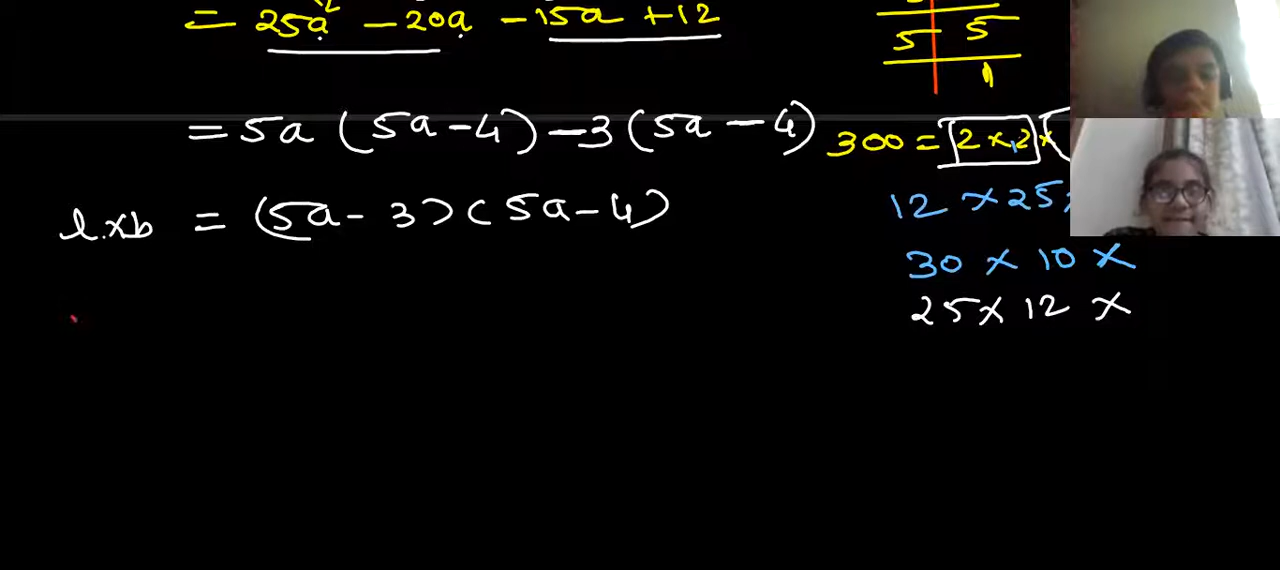 = 25a² - 20a - 15a + 12
5 | 5
1
= 5a (5a - 4) - 3 (5a - 4)
300 = 2 × 2 ×
l × b = (5a - 3) (5a - 4)
12 × 25
30 × 10 ×
25 × 12 ×